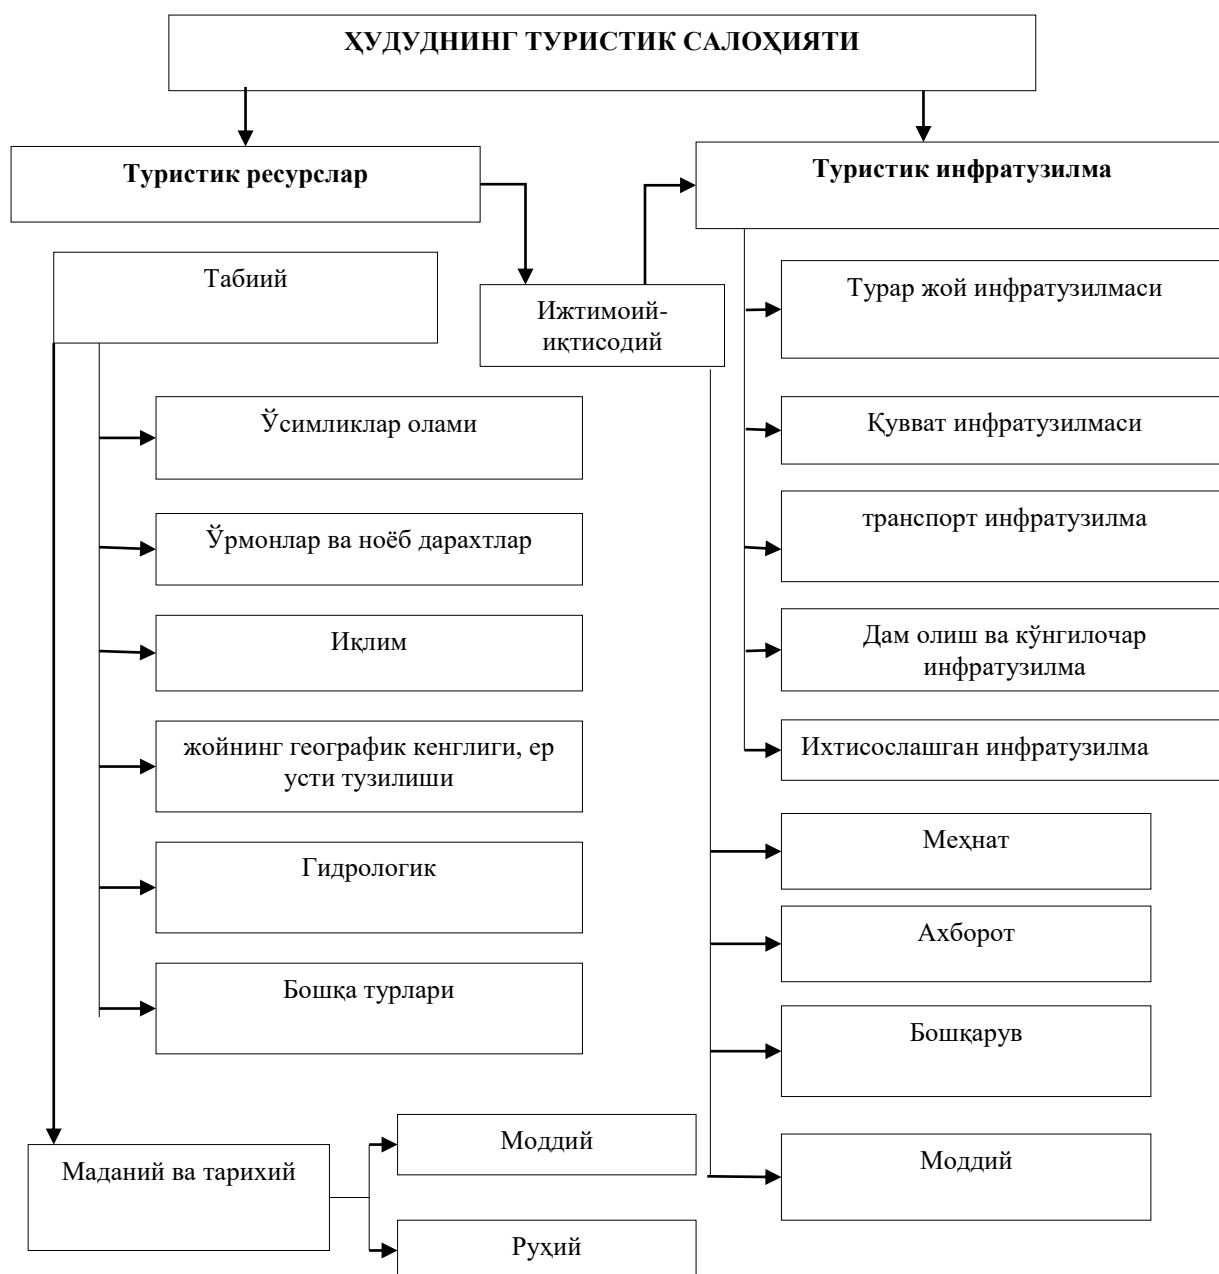 ҲУДУДНИНГ ТУРИСТИК САЛОҲИЯТИ
Туристик ресурслар
Туристик инфратузилма
Табиий
Ижтимоий-
иқтисодий
Турар жой инфратузилмаси
Ўсимликлар олами
Қувват инфратузилмаси
Ўрмонлар ва ноёб дарахтлар
транспорт инфратузилма
Иқлим
Дам олиш ва кўнгилочар
инфратузилма
жойнинг географик кенглиги, ер
усти тузилиши
Ихтисослашган инфратузилма
Гидрологик
Меҳнат
Ахборот
Бошқа турлари
Бошқарув
Маданий ва тарихий
Моддий
Моддий
Руҳий